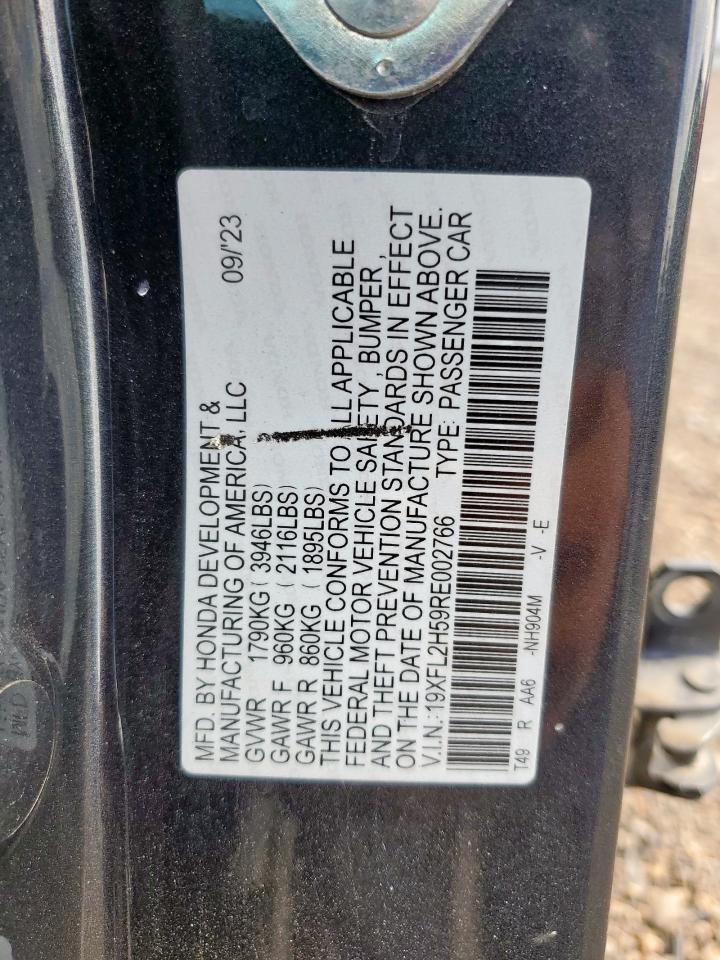 MFD. BY HONDA DEVELOPMENT &
MANUFACTURING OF AMERICA, LLC 09/'23
GVWR 1790KG ( 3946LBS)
GAWR F 960KG ( 2116LBS)
GAWR R 860KG ( 1895LBS)
THIS VEHICLE CONFORMS TO LL APPLICABLE
FEDERAL MOTOR VEHICLE SAFETY, BUMPER,
AND THEFT PREVENTION STANDARDS IN EFFECT
ON THE DATE OF MANUFACTURE SHOWN ABOVE.
V.I.N.: 19XFL2H59RE002766 TYPE: PASSENGER CAR
T49 R AA6 -NH904M -V -E